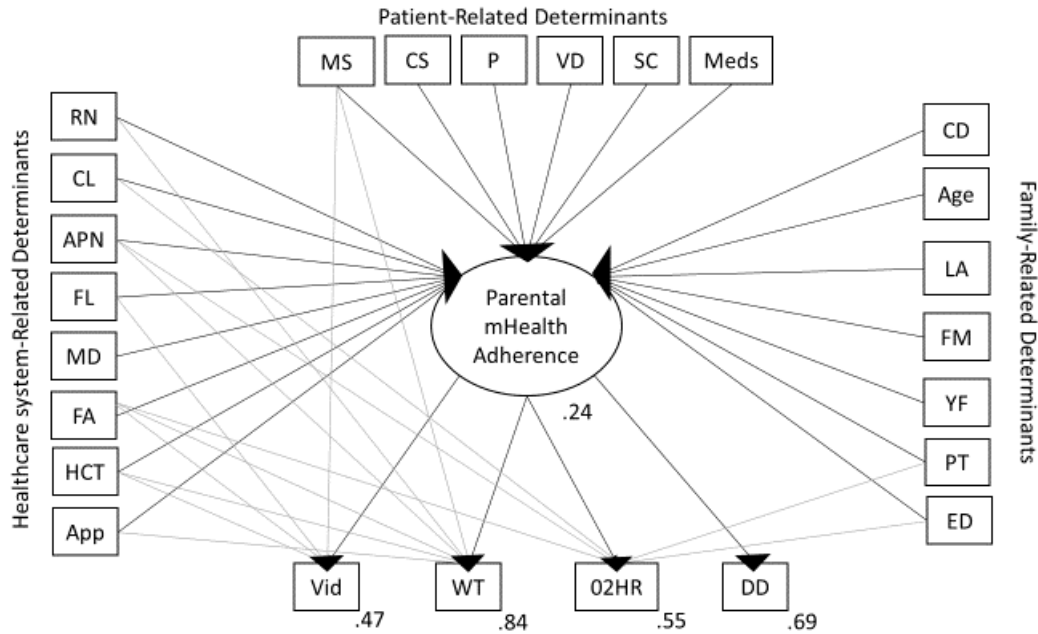 Patient-Related Determinants
MS
CS
P
VD
SC
Meds
Healthcare system-Related Determinants
RN
CL
APN
FL
MD
FA
HCT
App
Family-Related Determinants
CD
Age
LA
FM
YF
PT
ED
Parental
mHealth
Adherence
.24
Vid
.47
WT
.84
02HR
.55
DD
.69